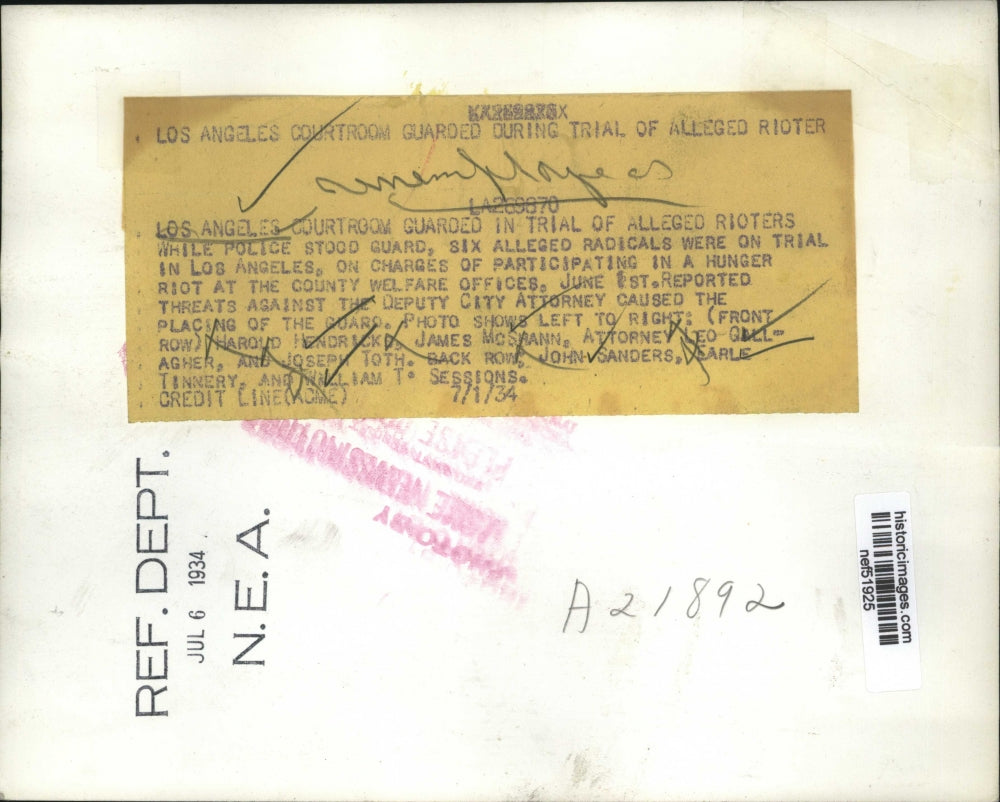 LOS ANGELES COURTROOM GUARDED DURING TRIAL OF ALLEGED RIOTER
LA269870
LOS ANGELES COURTROOM GUARDED IN TRIAL OF ALLEGED RIOTERS
WHILE POLICE STOOD GUARD, SIX ALLEGED RADICALS WERE ON TRIAL
IN LOS ANGELES, ON CHARGES OF PARTICIPATING IN A HUNGER
RIOT AT THE COUNTY WELFARE OFFICES, JUNE 1ST. REPORTED
THREATS AGAINST THE DEPUTY CITY ATTORNEY CAUSED THE
PLACING OF THE GUARD. PHOTO SHOWS LEFT TO RIGHT: (FRONT
ROW) HAROLD HENDRICKS, JAMES MCSHANN, ATTORNEY LEO GALL-
AGHER, AND JOSEPH TOTH. BACK ROW, JOHN SANDERS, EARLE
TINNERY, AND WILLIAM T. SESSIONS.
CREDIT LINE (ACME) 7/1/34
REF. DEPT.
JUL 6 1934
N.E.A.
A21892
historicimages.com
nef51925